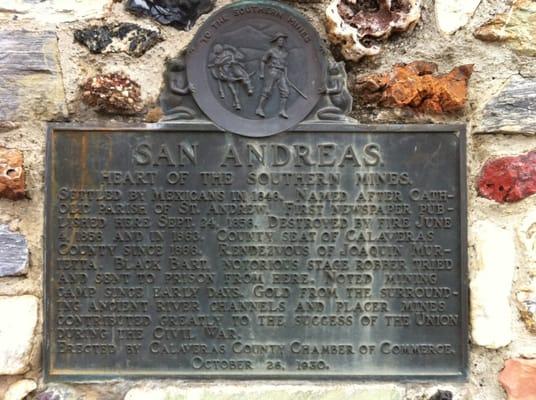 TO THE SOUTHERN MINES
SAN ANDREAS.
HEART OF THE SOUTHERN MINES.
SETTLED BY MEXICANS IN 1848. NAMED AFTER CATH-
OLIC PARISH OF ST. ANDREW. FIRST NEWSPAPER PUB-
LISHED HERE SEPT. 24, 1856. DESTROYED BY FIRE JUNE
4, 1858 AND IN 1863. COUNTY SEAT OF CALAVERAS
COUNTY SINCE 1866. RENDEZVOUS OF JOAQUIN MUR-
IETTA. BLACK BART, NOTORIOUS STAGE ROBBER TRIED
AND SENT TO PRISON FROM HERE. NOTED MINING
CAMP SINCE EARLY DAYS. GOLD FROM THE SURROUND-
ING ANCIENT RIVER CHANNELS AND PLACER MINES
CONTRIBUTED GREATLY TO THE SUCCESS OF THE UNION
DURING THE CIVIL WAR.
ERECTED BY CALAVERAS COUNTY CHAMBER OF COMMERCE.
OCTOBER 26, 1930.